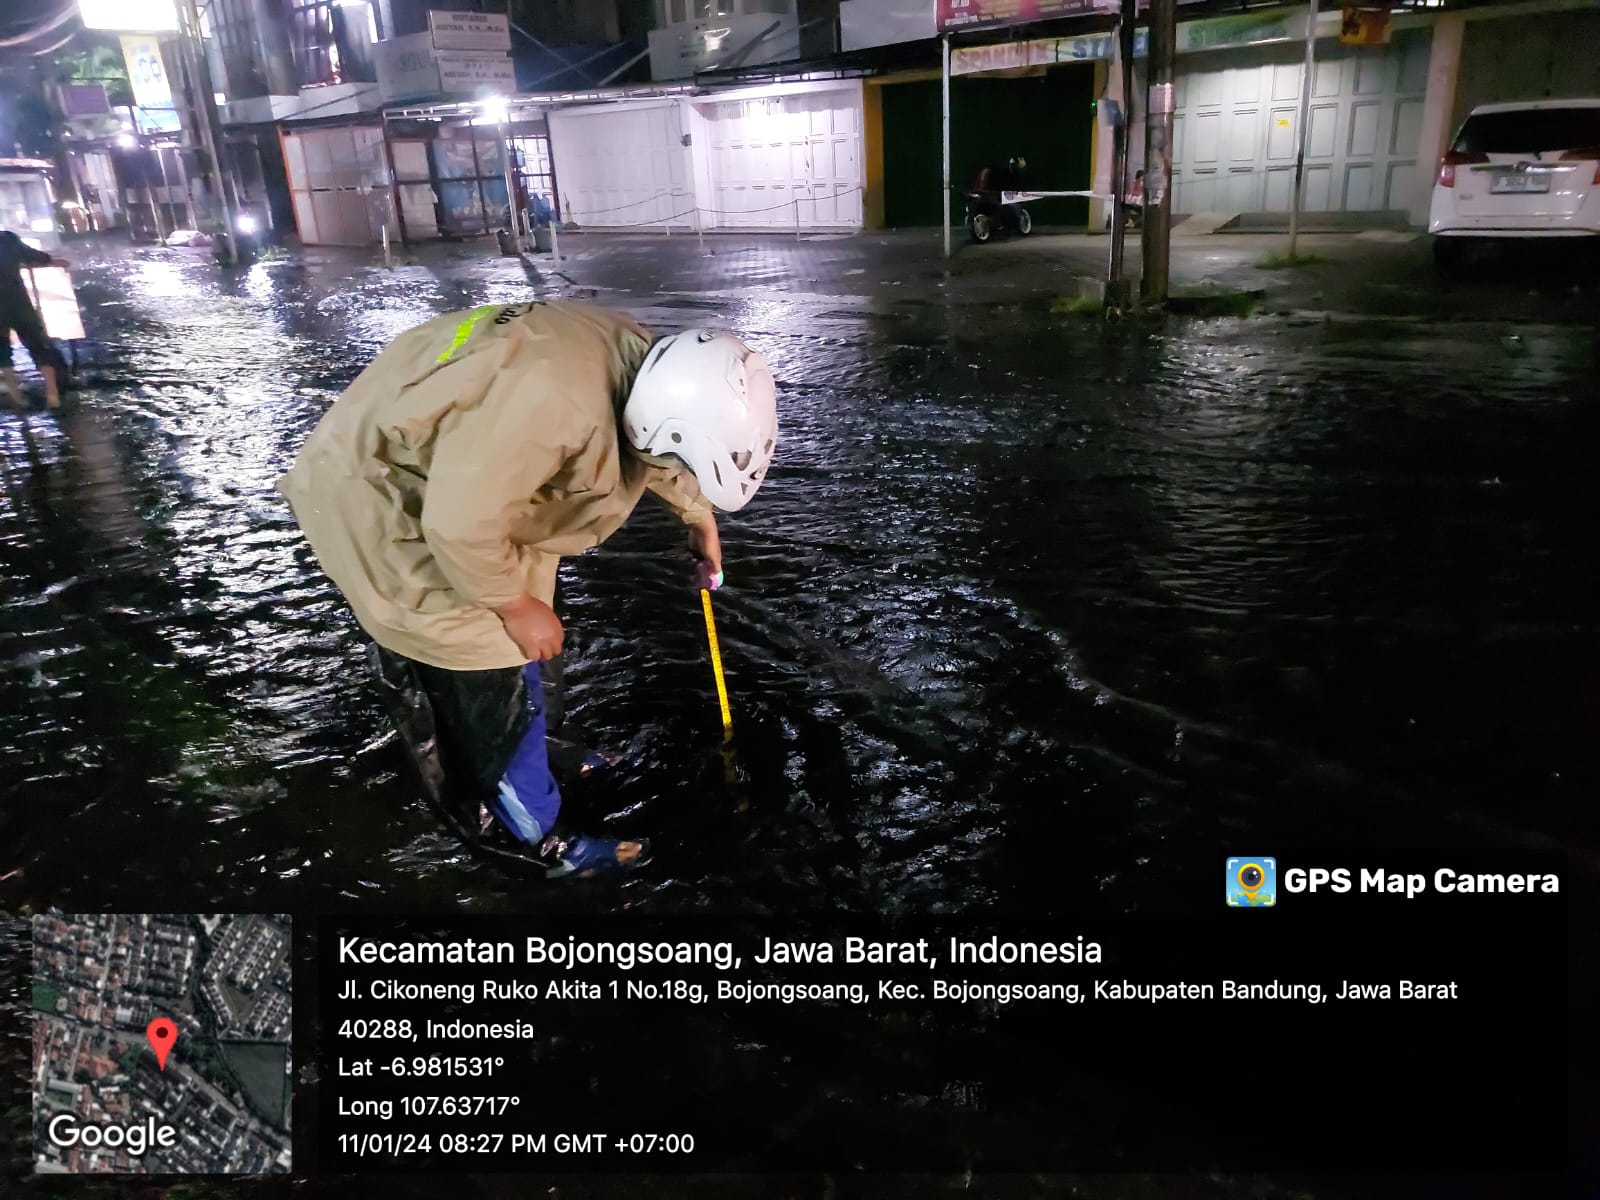 NOTARIS
SPANDUK
GPS Map Camera
Kecamatan Bojongsoang, Jawa Barat, Indonesia
Jl. Cikoneng Ruko Akita 1 No.18g, Bojongsoang, Kec. Bojongsoang, Kabupaten Bandung, Jawa Barat
40288, Indonesia
Lat -6.981531°
Long 107.63717°
11/01/24 08:27 PM GMT +07:00
Google